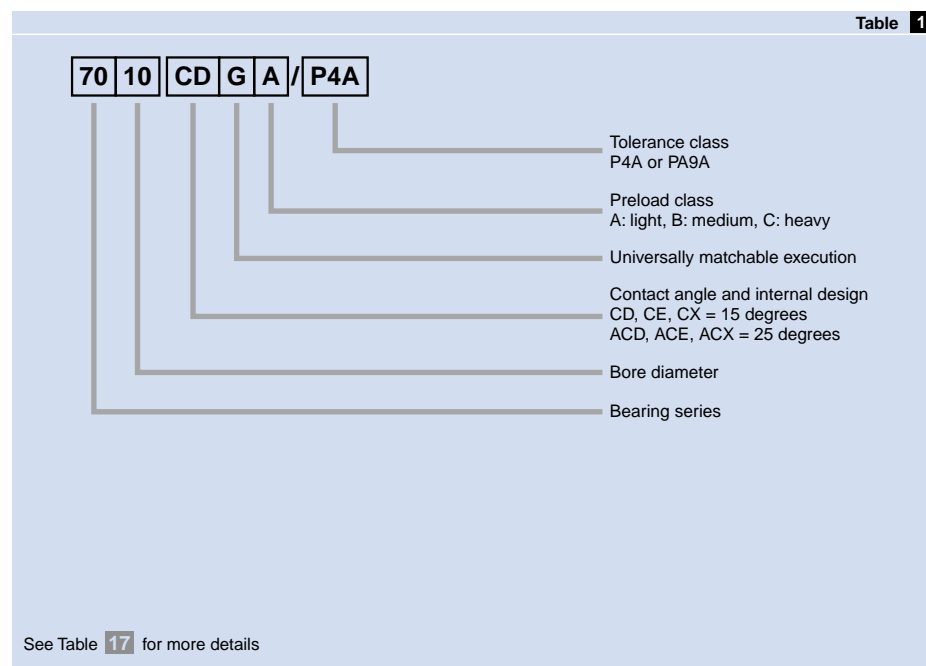 Table 1
70 10 CD G A / P4A
Tolerance class
P4A or PA9A
Preload class
A: light, B: medium, C: heavy
Universally matchable execution
Contact angle and internal design
CD, CE, CX = 15 degrees
ACD, ACE, ACX = 25 degrees
Bore diameter
Bearing series
See Table 17 for more details